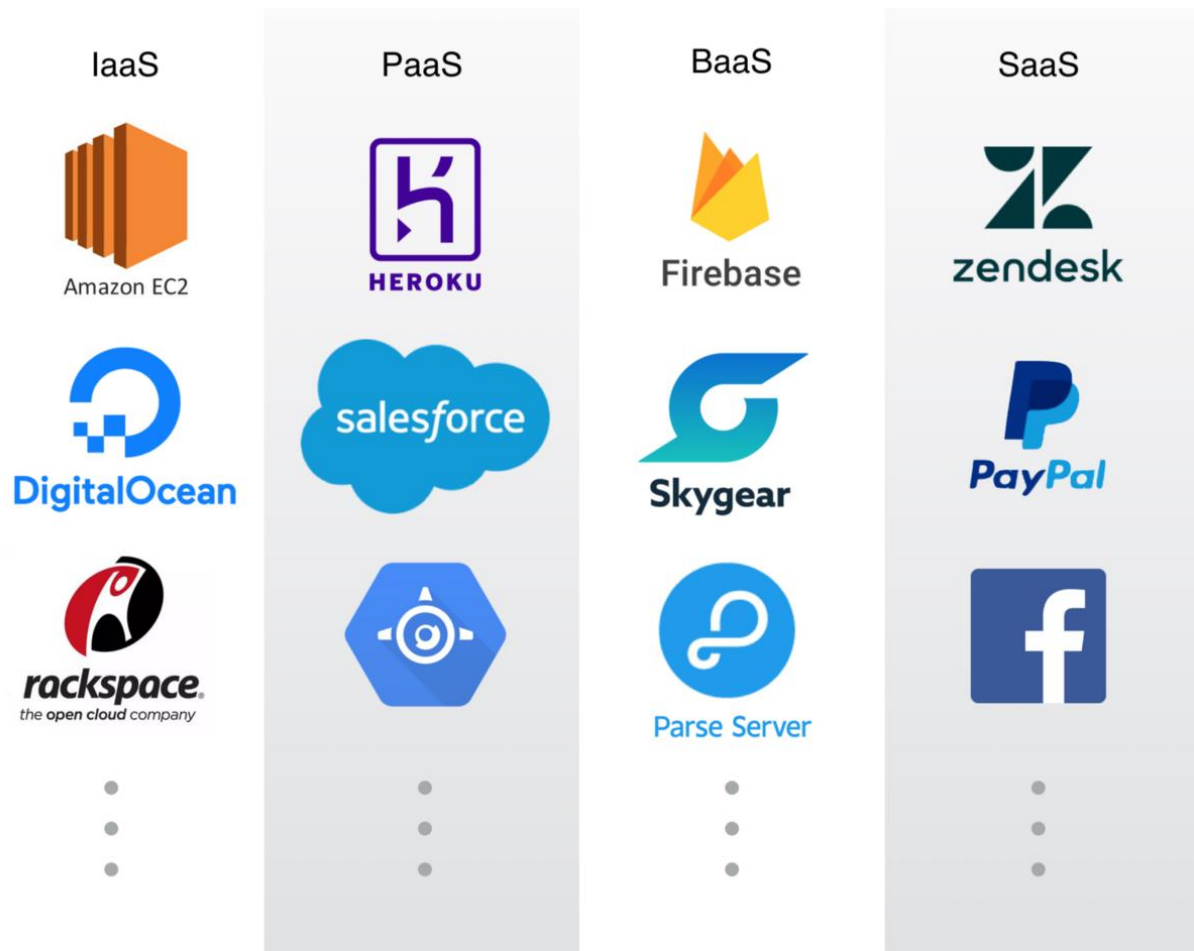 IaaS
PaaS
BaaS
SaaS
Amazon EC2
HEROKU
Firebase
zendesk
DigitalOcean
salesforce
Skygear
PayPal
rackspace.
the open cloud company
Parse Server